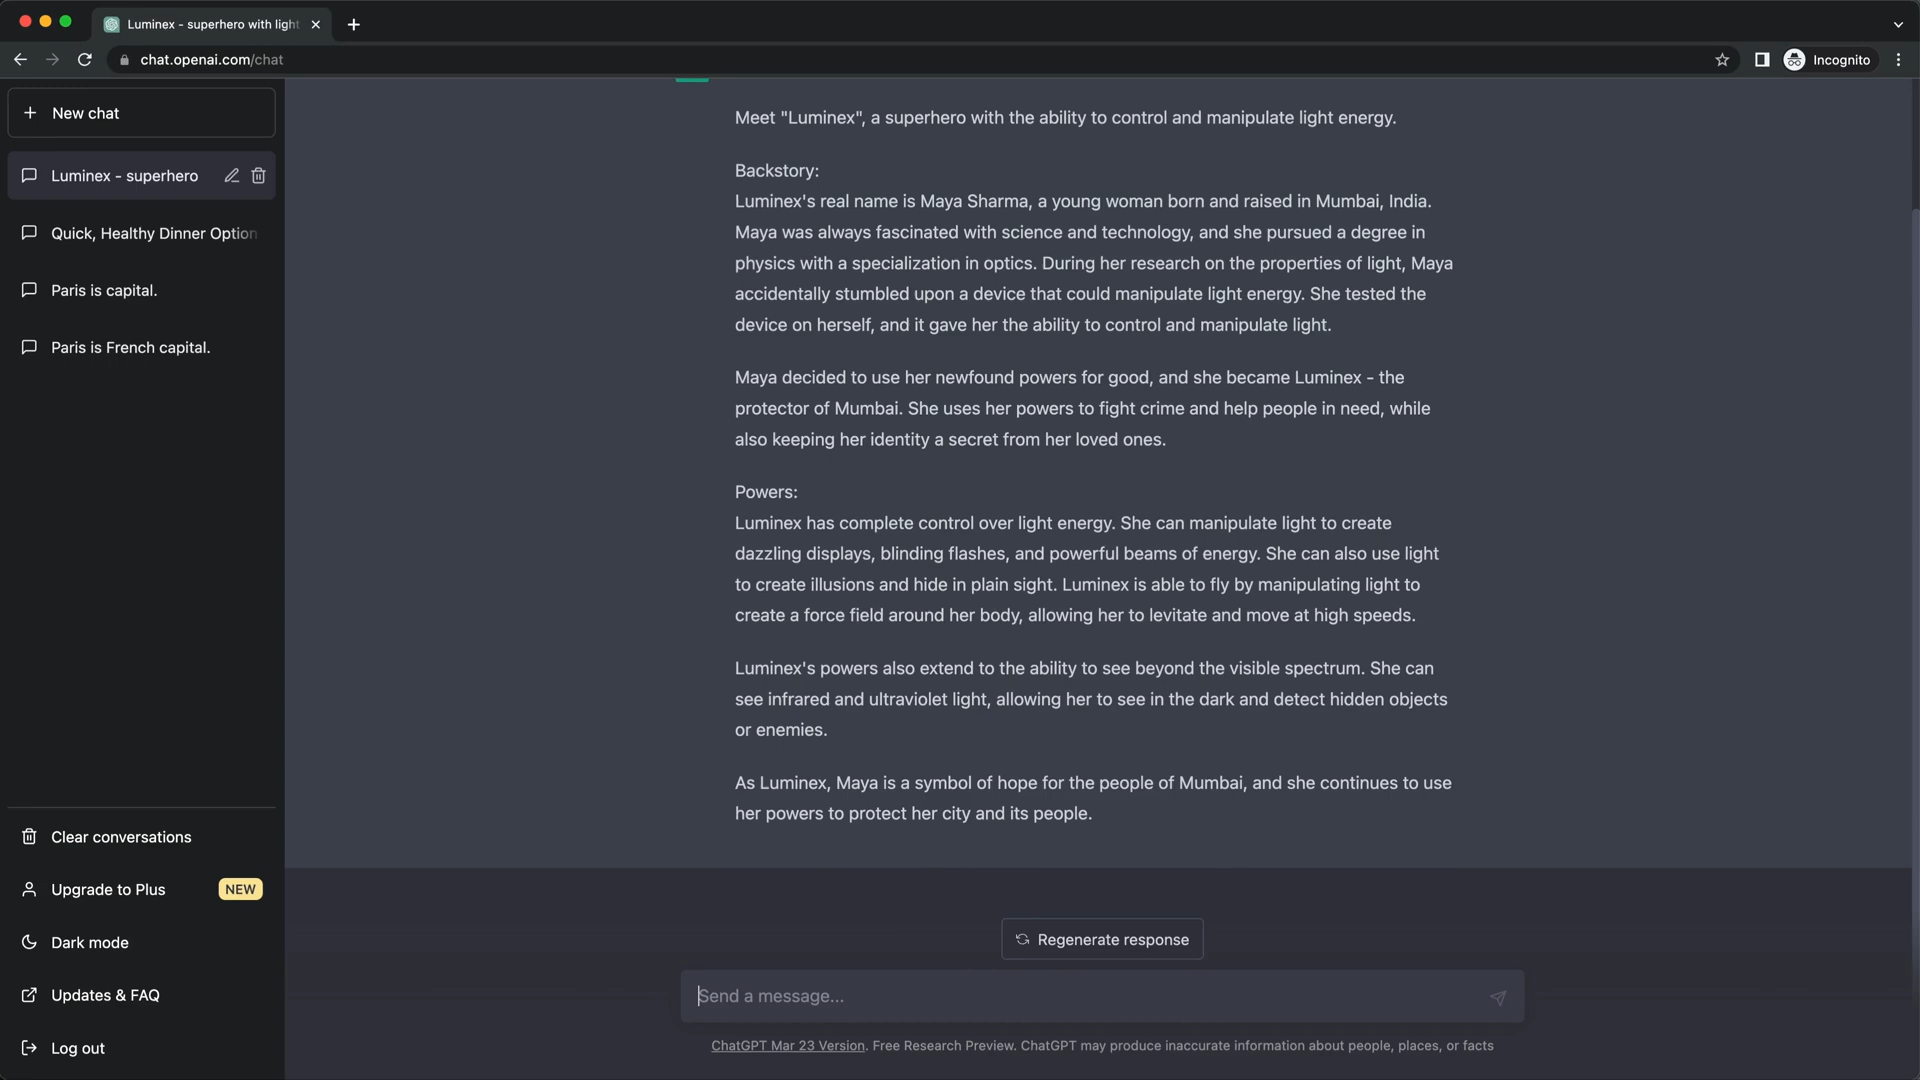 Luminex - superhero with light
chat.openai.com/chat
Incognito
New chat
Luminex - superhero
Quick, Healthy Dinner Option
Paris is capital.
Paris is French capital.
Clear conversations
Upgrade to Plus
NEW
Dark mode
Updates & FAQ
Log out
Meet "Luminex", a superhero with the ability to control and manipulate light energy.
Backstory:
Luminex's real name is Maya Sharma, a young woman born and raised in Mumbai, India.
Maya was always fascinated with science and technology, and she pursued a degree in
physics with a specialization in optics. During her research on the properties of light, Maya
accidentally stumbled upon a device that could manipulate light energy. She tested the
device on herself, and it gave her the ability to control and manipulate light.
Maya decided to use her newfound powers for good, and she became Luminex - the
protector of Mumbai. She uses her powers to fight crime and help people in need, while
also keeping her identity a secret from her loved ones.
Powers:
Luminex has complete control over light energy. She can manipulate light to create
dazzling displays, blinding flashes, and powerful beams of energy. She can also use light
to create illusions and hide in plain sight. Luminex is able to fly by manipulating light to
create a force field around her body, allowing her to levitate and move at high speeds.
Luminex's powers also extend to the ability to see beyond the visible spectrum. She can
see infrared and ultraviolet light, allowing her to see in the dark and detect hidden objects
or enemies.
As Luminex, Maya is a symbol of hope for the people of Mumbai, and she continues to use
her powers to protect her city and its people.
Regenerate response
Send a message...
ChatGPT Mar 23 Version. Free Research Preview. ChatGPT may produce inaccurate information about people, places, or facts